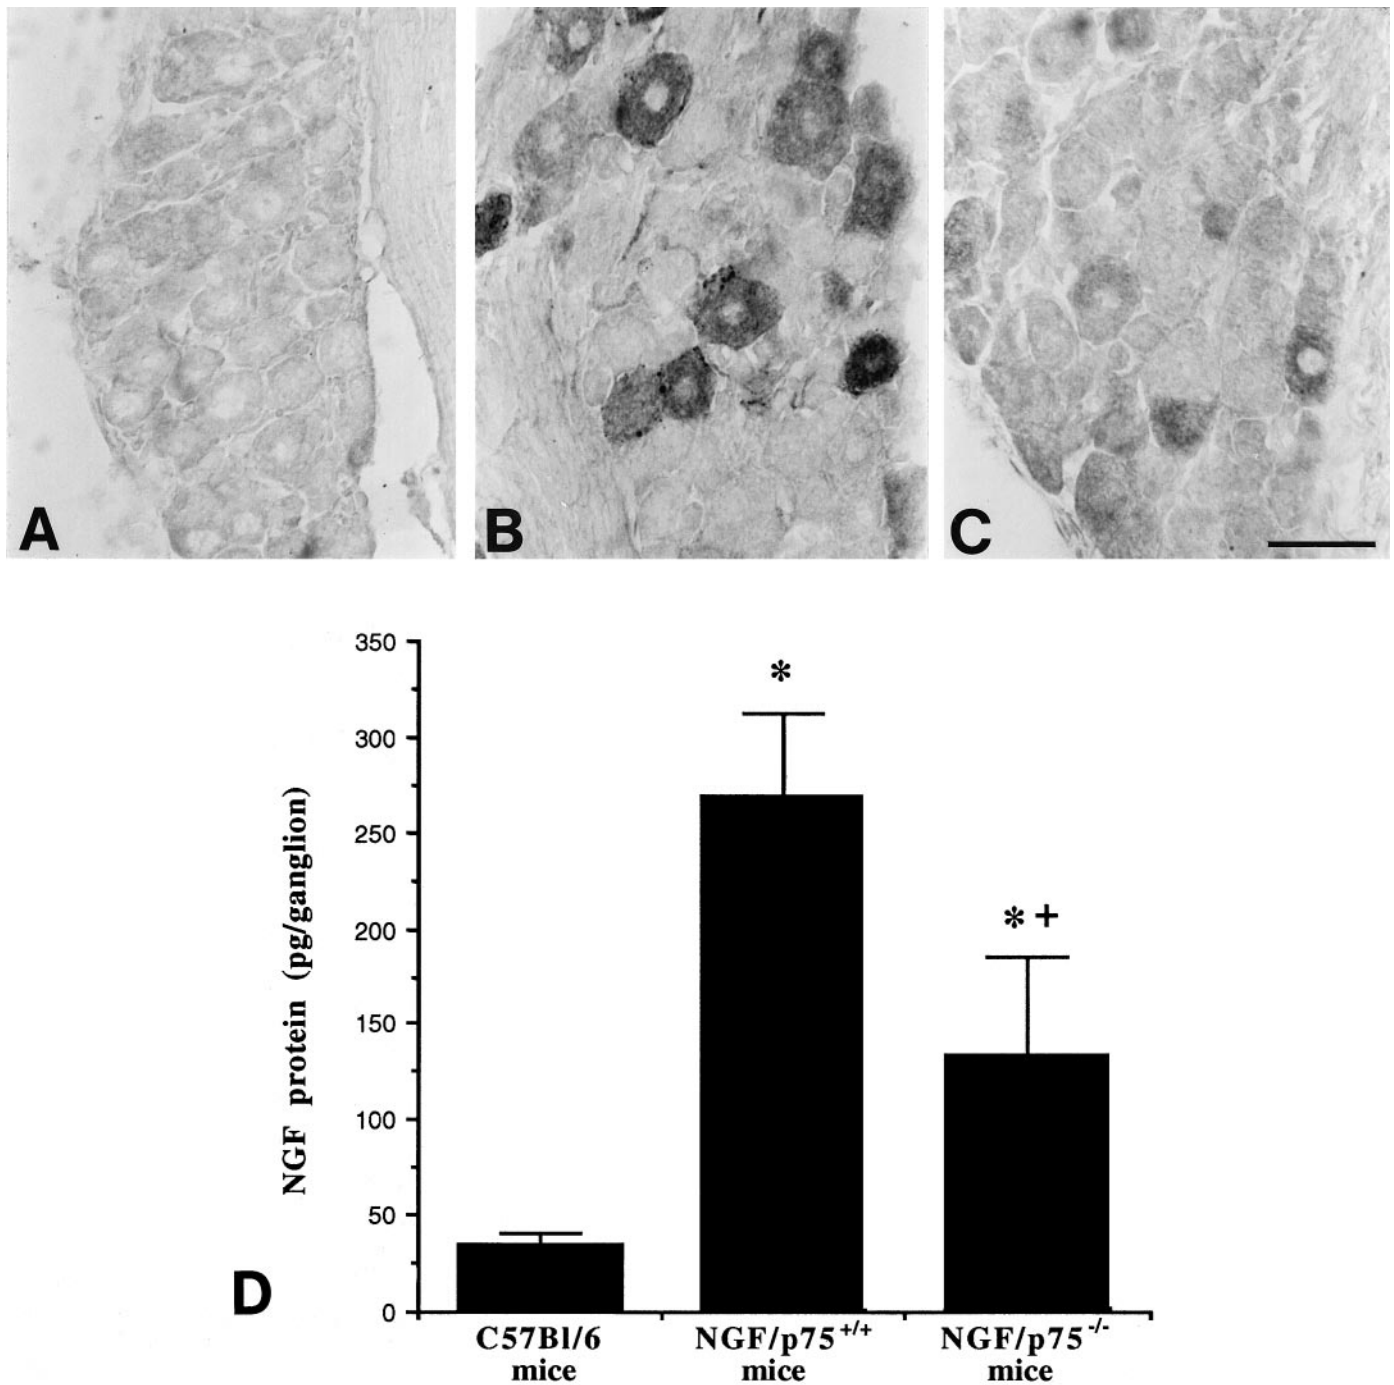 A
B
C
350
300
250
200
150
100
50
0
NGF protein (pg/ganglion)
*
* +
D
C57Bl/6
mice
NGF/p75+/+
mice
NGF/p75-/-
mice